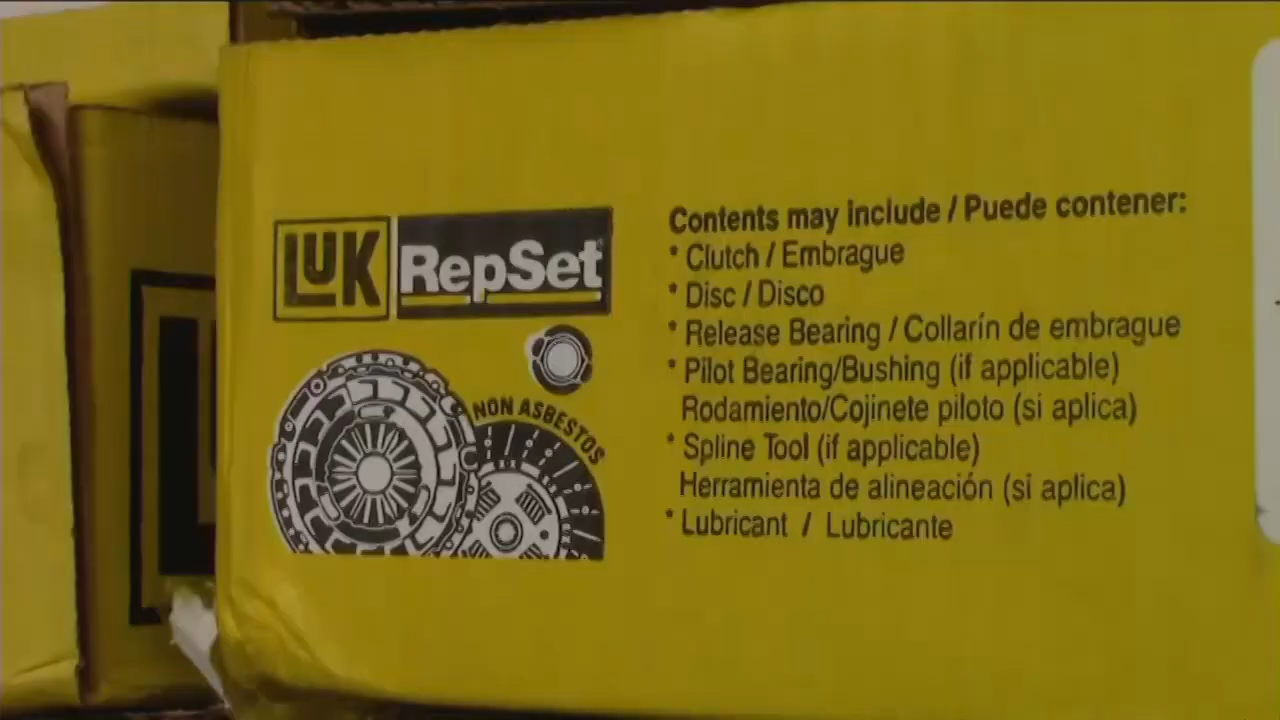 LUK RepSet
NON ASBESTOS
Contents may include / Puede contener:
* Clutch / Embrague
* Disc / Disco
* Release Bearing / Collarín de embrague
* Pilot Bearing/Bushing (if applicable)
Rodamiento/Cojinete piloto (si aplica)
* Spline Tool (if applicable)
Herramienta de alineación (si aplica)
* Lubricant / Lubricante